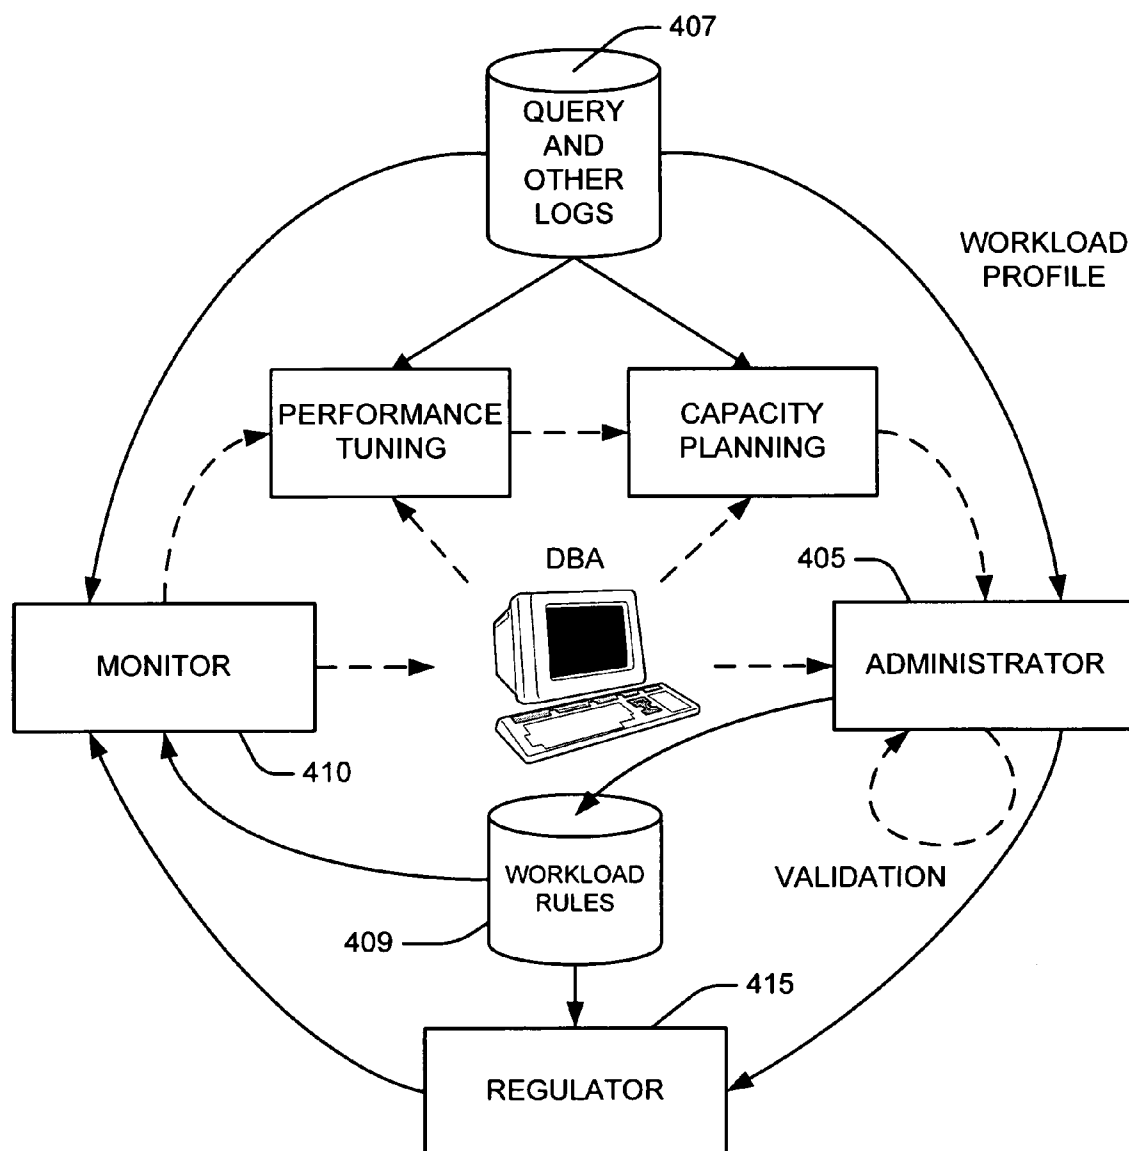 407
QUERY
AND
OTHER
LOGS
WORKLOAD
PROFILE
PERFORMANCE
TUNING
CAPACITY
PLANNING
DBA
405
MONITOR
ADMINISTRATOR
410
WORKLOAD
RULES
VALIDATION
409
415
REGULATOR